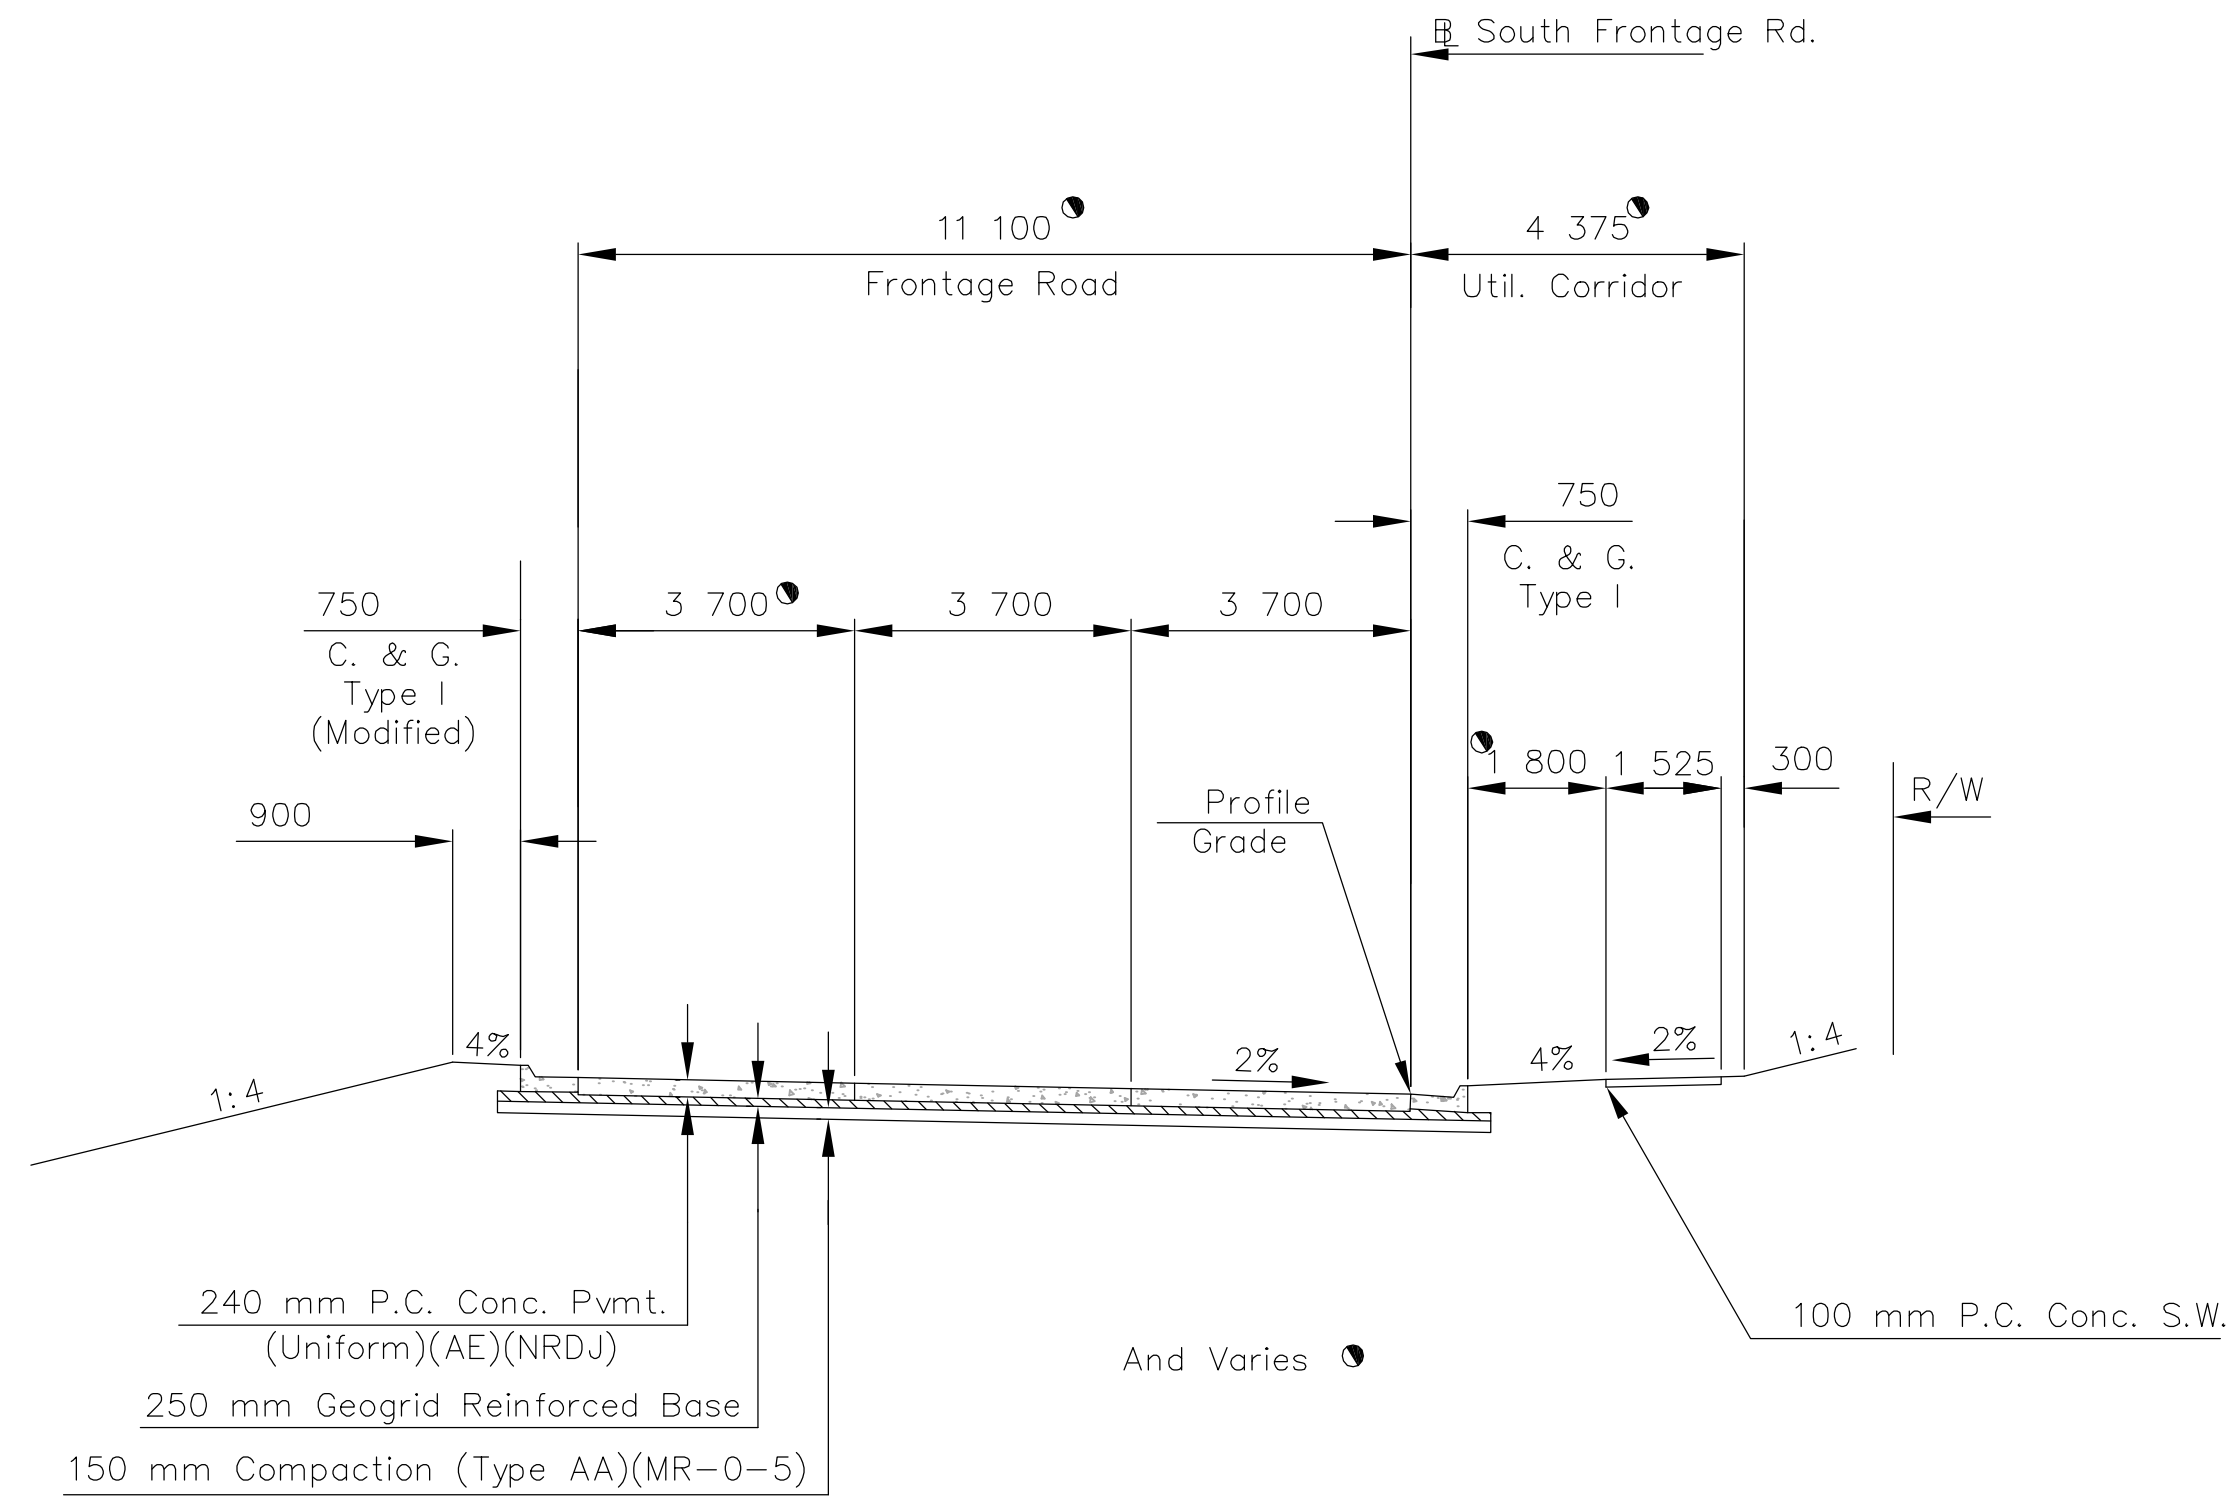 BL South Frontage Rd.
11 100
4 375
Frontage Road
Util. Corridor
750
C. & G.
Type I
750
3 700
3 700
3 700
C. & G.
Type I
(Modified)
1 800
1 525
300
R/W
Profile
Grade
900
4%
2%
4%
2%
1:4
1:4
240 mm P.C. Conc. Pvmt.
(Uniform)(AE)(NRDJ)
100 mm P.C. Conc. S.W.
And Varies
250 mm Geogrid Reinforced Base
150 mm Compaction (Type AA)(MR-0-5)